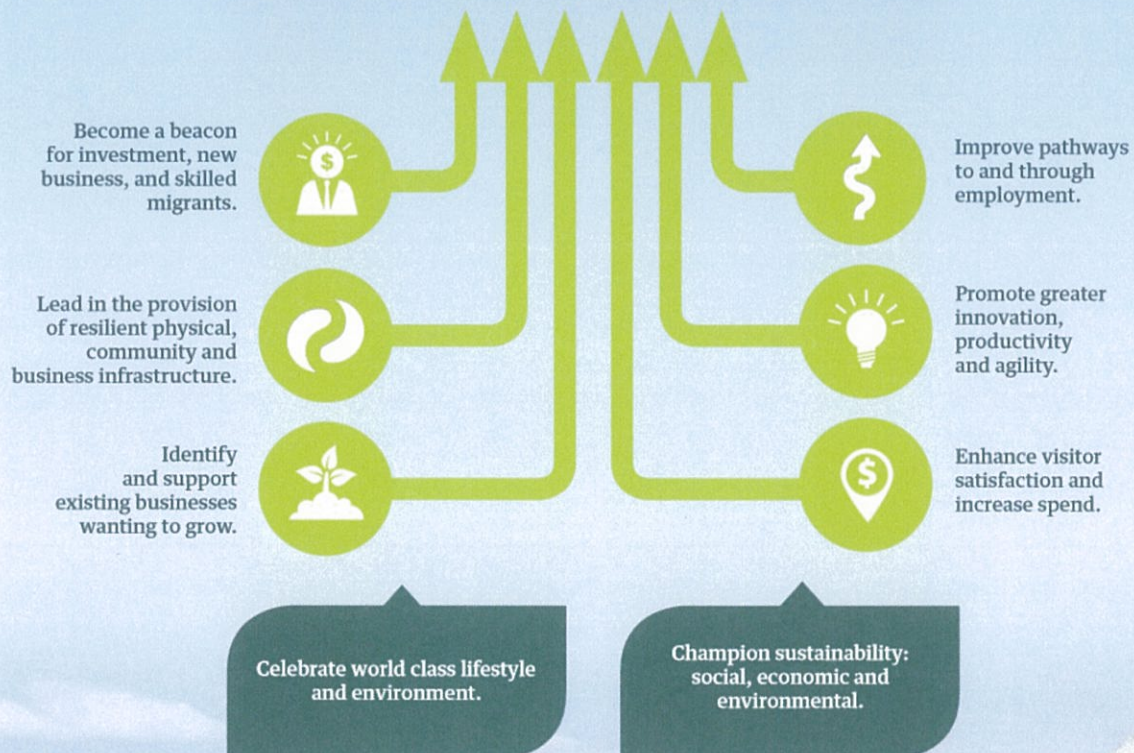 Become a beacon
for investment, new
business, and skilled
migrants.
Lead in the provision
of resilient physical,
community and
business infrastructure.
Identify
and support
existing businesses
wanting to grow.
Improve pathways
to and through
employment.
Promote greater
innovation,
productivity
and agility.
Enhance visitor
satisfaction and
increase spend.
Celebrate world class lifestyle
and environment.
Champion sustainability:
social, economic and
environmental.